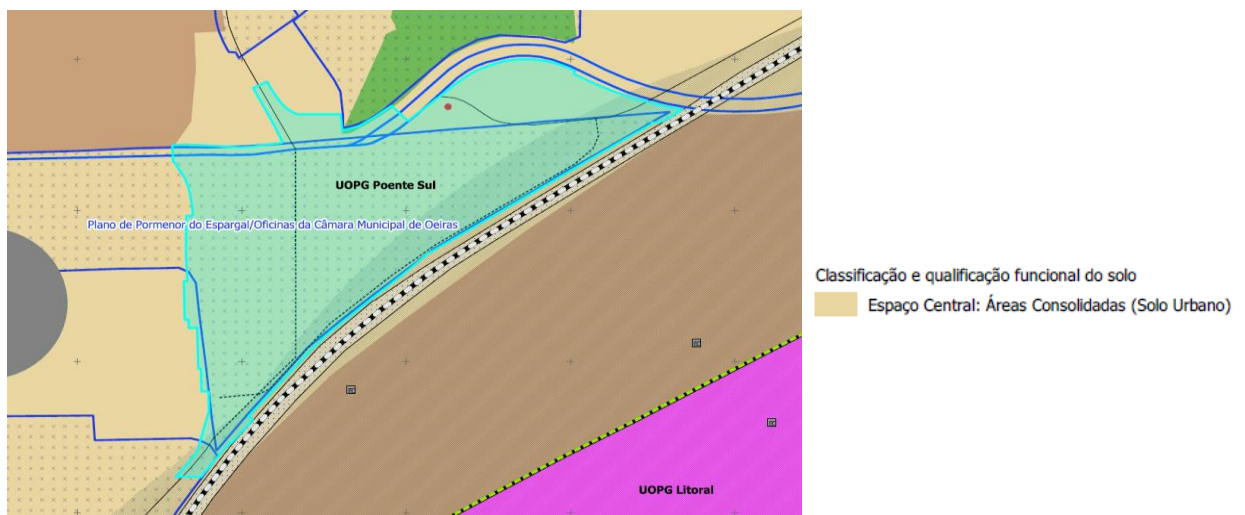 UOPG Poente Sul
Plano de Pormenor do Espargal/Oficinas da Câmara Municipal de Oeiras
UOPG Litoral
Classificação e qualificação funcional do solo
Espaço Central: Áreas Consolidadas (Solo Urbano)